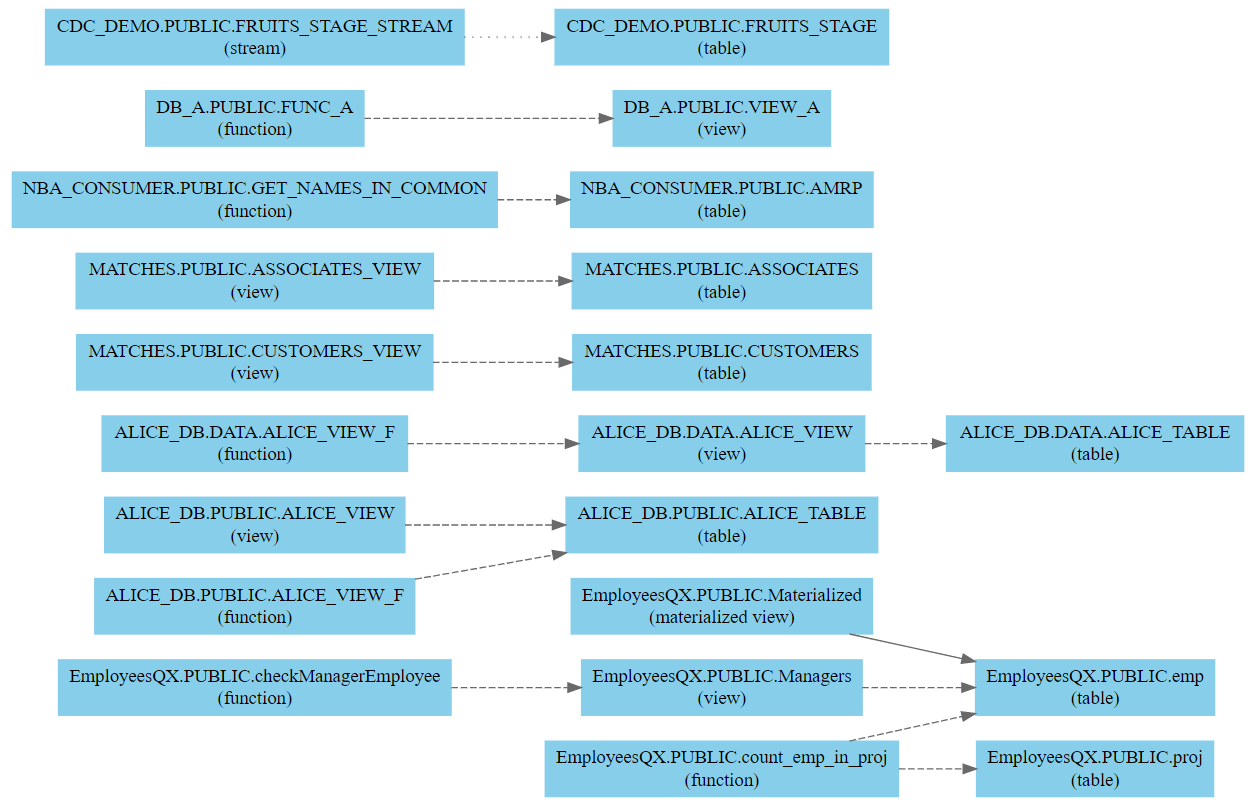 CDC_DEMO.PUBLIC.FRUITS_STAGE_STREAM
(stream)
CDC_DEMO.PUBLIC.FRUITS_STAGE
(table)
DB_A.PUBLIC.FUNC_A
(function)
DB_A.PUBLIC.VIEW_A
(view)
NBA_CONSUMER.PUBLIC.GET_NAMES_IN_COMMON
(function)
NBA_CONSUMER.PUBLIC.AMRP
(table)
MATCHES.PUBLIC.ASSOCIATES_VIEW
(view)
MATCHES.PUBLIC.ASSOCIATES
(table)
MATCHES.PUBLIC.CUSTOMERS_VIEW
(view)
MATCHES.PUBLIC.CUSTOMERS
(table)
ALICE_DB.DATA.ALICE_VIEW_F
(function)
ALICE_DB.DATA.ALICE_VIEW
(view)
ALICE_DB.DATA.ALICE_TABLE
(table)
ALICE_DB.PUBLIC.ALICE_VIEW
(view)
ALICE_DB.PUBLIC.ALICE_TABLE
(table)
ALICE_DB.PUBLIC.ALICE_VIEW_F
(function)
EmployeesQX.PUBLIC.Materialized
(materialized view)
EmployeesQX.PUBLIC.checkManagerEmployee
(function)
EmployeesQX.PUBLIC.Managers
(view)
EmployeesQX.PUBLIC.emp
(table)
EmployeesQX.PUBLIC.count_emp_in_proj
(function)
EmployeesQX.PUBLIC.proj
(table)